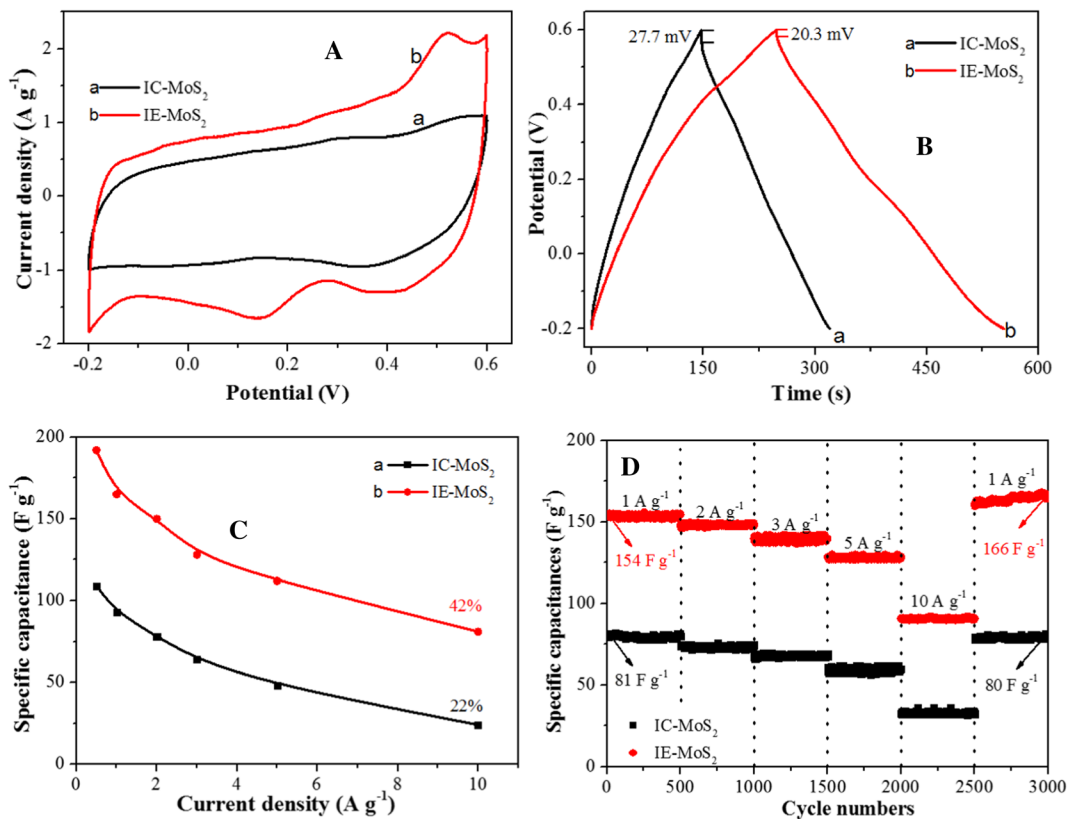 A
a IC-MoS₂
b IE-MoS₂
b
a
Current density (A g⁻¹)
2
1
0
-1
-2
-0.2 0.0 0.2 0.4 0.6
Potential (V)
27.7 mV 20.3 mV
a IC-MoS₂
b IE-MoS₂
B
Potential (V)
0.6
0.4
0.2
0.0
-0.2
a
b
0 150 300 450 600
Time (s)
a IC-MoS₂
b IE-MoS₂
C
42%
22%
Specific capacitance (F g⁻¹)
200
150
100
50
0
0 2 4 6 8 10
Current density (A g⁻¹)
D
1 A g⁻¹
2 A g⁻¹
3 A g⁻¹
5 A g⁻¹
10 A g⁻¹
1 A g⁻¹
154 F g⁻¹
166 F g⁻¹
81 F g⁻¹
80 F g⁻¹
IC-MoS₂
IE-MoS₂
Specific capacitances (F g⁻¹)
200
150
100
50
0
0 500 1000 1500 2000 2500 3000
Cycle numbers